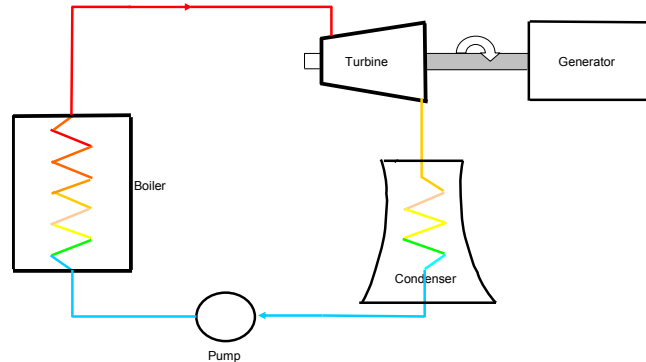 Turbine
Generator
Boiler
Condenser
Pump